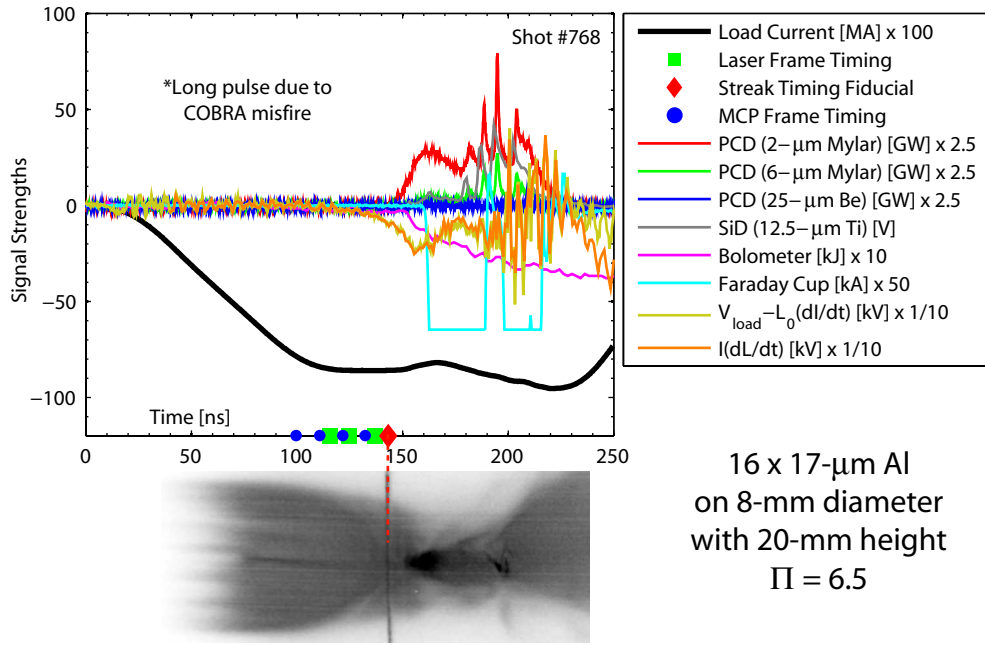 100
50
0
−50
−100
Signal Strengths
Shot #768
*Long pulse due to
COBRA misfire
Time [ns]
0
50
100
150
200
250
Load Current [MA] x 100
Laser Frame Timing
Streak Timing Fiducial
MCP Frame Timing
PCD (2−μm Mylar) [GW] x 2.5
PCD (6−μm Mylar) [GW] x 2.5
PCD (25−μm Be) [GW] x 2.5
SiD (12.5−μm Ti) [V]
Bolometer [kJ] x 10
Faraday Cup [kA] x 50
V_load−L_0(dI/dt) [kV] x 1/10
I(dL/dt) [kV] x 1/10
16 x 17-μm Al
on 8-mm diameter
with 20-mm height
Π = 6.5